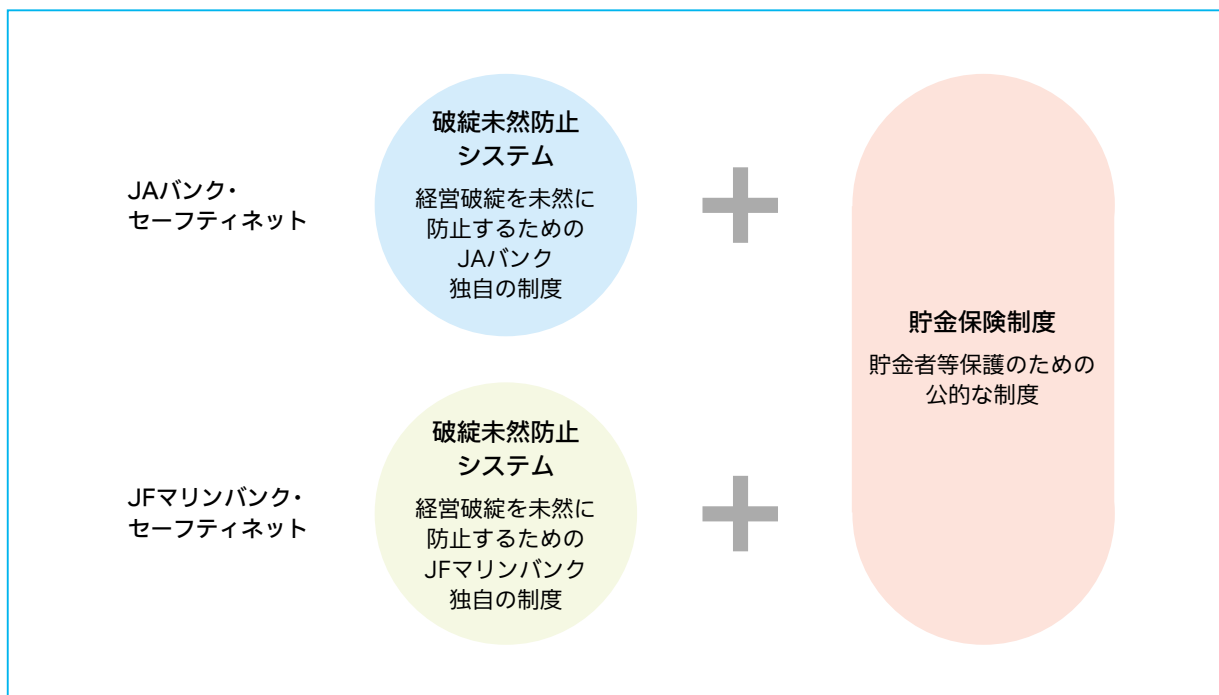 JAバンク・
セーフティネット
破綻未然防止
システム
経営破綻を未然に
防止するための
JAバンク
独自の制度
JFマリンバンク・
セーフティネット
破綻未然防止
システム
経営破綻を未然に
防止するための
JFマリンバンク
独自の制度
貯金保険制度
貯金者等保護のための
公的な制度